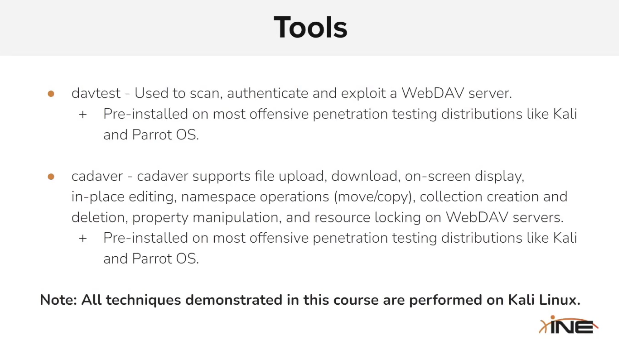 Tools
● davtest - Used to scan, authenticate and exploit a WebDAV server.
+ Pre-installed on most offensive penetration testing distributions like Kali
and Parrot OS.
● cadaver - cadaver supports file upload, download, on-screen display,
in-place editing, namespace operations (move/copy), collection creation and
deletion, property manipulation, and resource locking on WebDAV servers.
+ Pre-installed on most offensive penetration testing distributions like Kali
and Parrot OS.
Note: All techniques demonstrated in this course are performed on Kali Linux.
INE